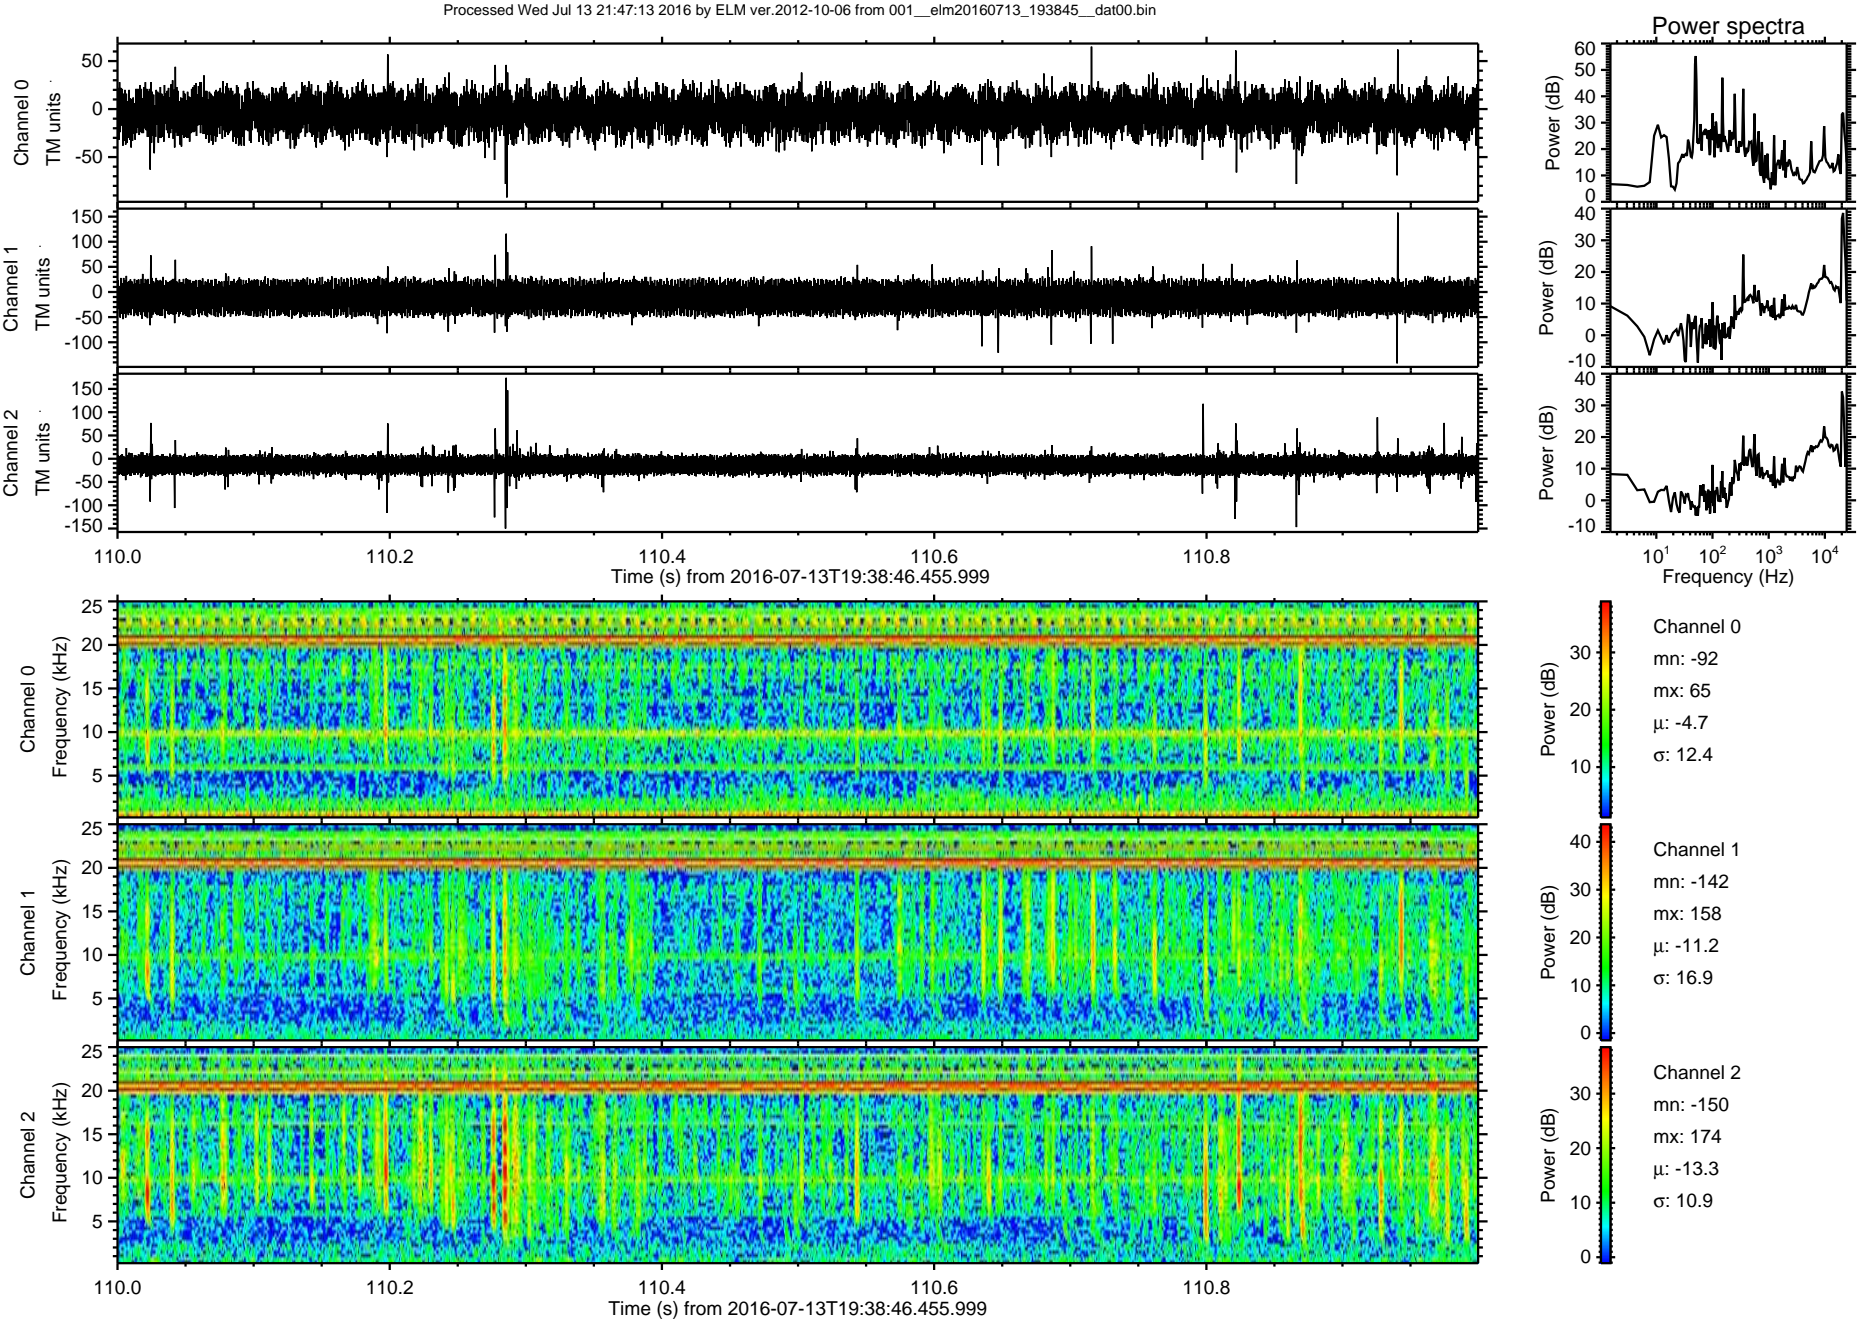 Processed Wed Jul 13 21:47:13 2016 by ELM ver.2012-10-06 from 001__elm20160713_193845__dat00.bin
Power spectra
Channel 0
TM units
50
0
-50
Power (dB)
60
50
40
30
20
10
0
Channel 1
TM units
150
100
50
0
-50
-100
Power (dB)
40
30
20
10
0
-10
Channel 2
TM units
150
100
50
0
-50
-100
-150
Power (dB)
40
30
20
10
0
-10
110.0 110.2 110.4 110.6 110.8
Time (s) from 2016-07-13T19:38:46.455.999
10^1 10^2 10^3 10^4
Frequency (Hz)
Channel 0
Frequency (kHz)
25
20
15
10
5
Power (dB)
30
20
10
Channel 0
mn: -92
mx: 65
μ: -4.7
σ: 12.4
Channel 1
Frequency (kHz)
25
20
15
10
5
Power (dB)
40
30
20
10
0
Channel 1
mn: -142
mx: 158
μ: -11.2
σ: 16.9
Channel 2
Frequency (kHz)
25
20
15
10
5
Power (dB)
30
20
10
0
Channel 2
mn: -150
mx: 174
μ: -13.3
σ: 10.9
110.0 110.2 110.4 110.6 110.8
Time (s) from 2016-07-13T19:38:46.455.999